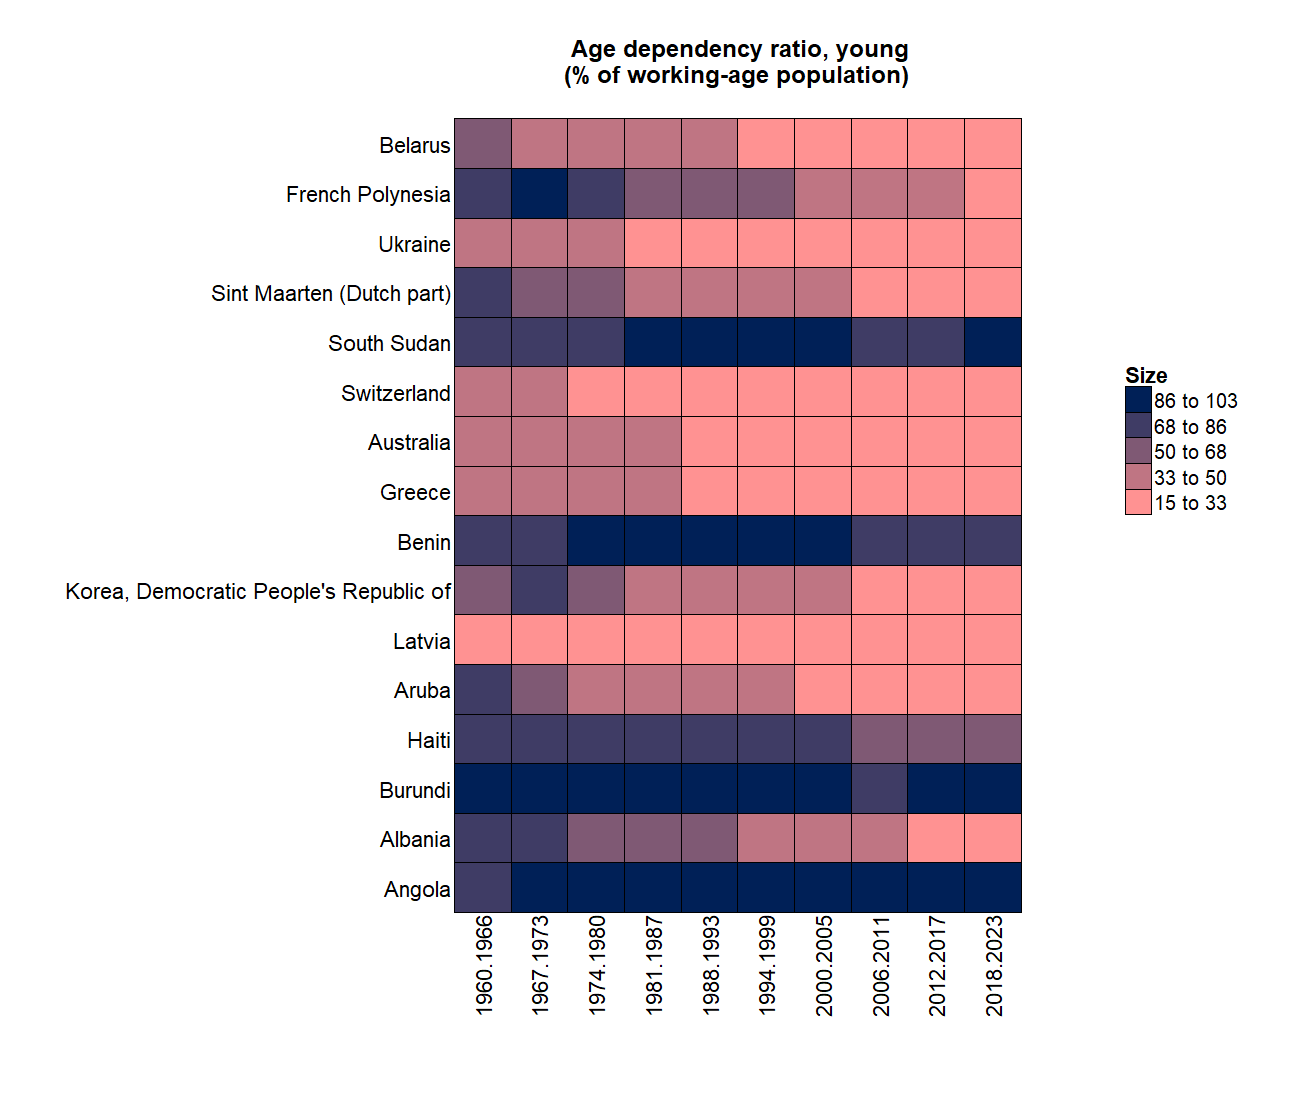 Age dependency ratio, young
(% of working-age population)
Belarus
French Polynesia
Ukraine
Sint Maarten (Dutch part)
South Sudan
Switzerland
Australia
Greece
Benin
Korea, Democratic People's Republic of
Latvia
Aruba
Haiti
Burundi
Albania
Angola
1960.1966
1967.1973
1974.1980
1981.1987
1988.1993
1994.1999
2000.2005
2006.2011
2012.2017
2018.2023
Size
86 to 103
68 to 86
50 to 68
33 to 50
15 to 33